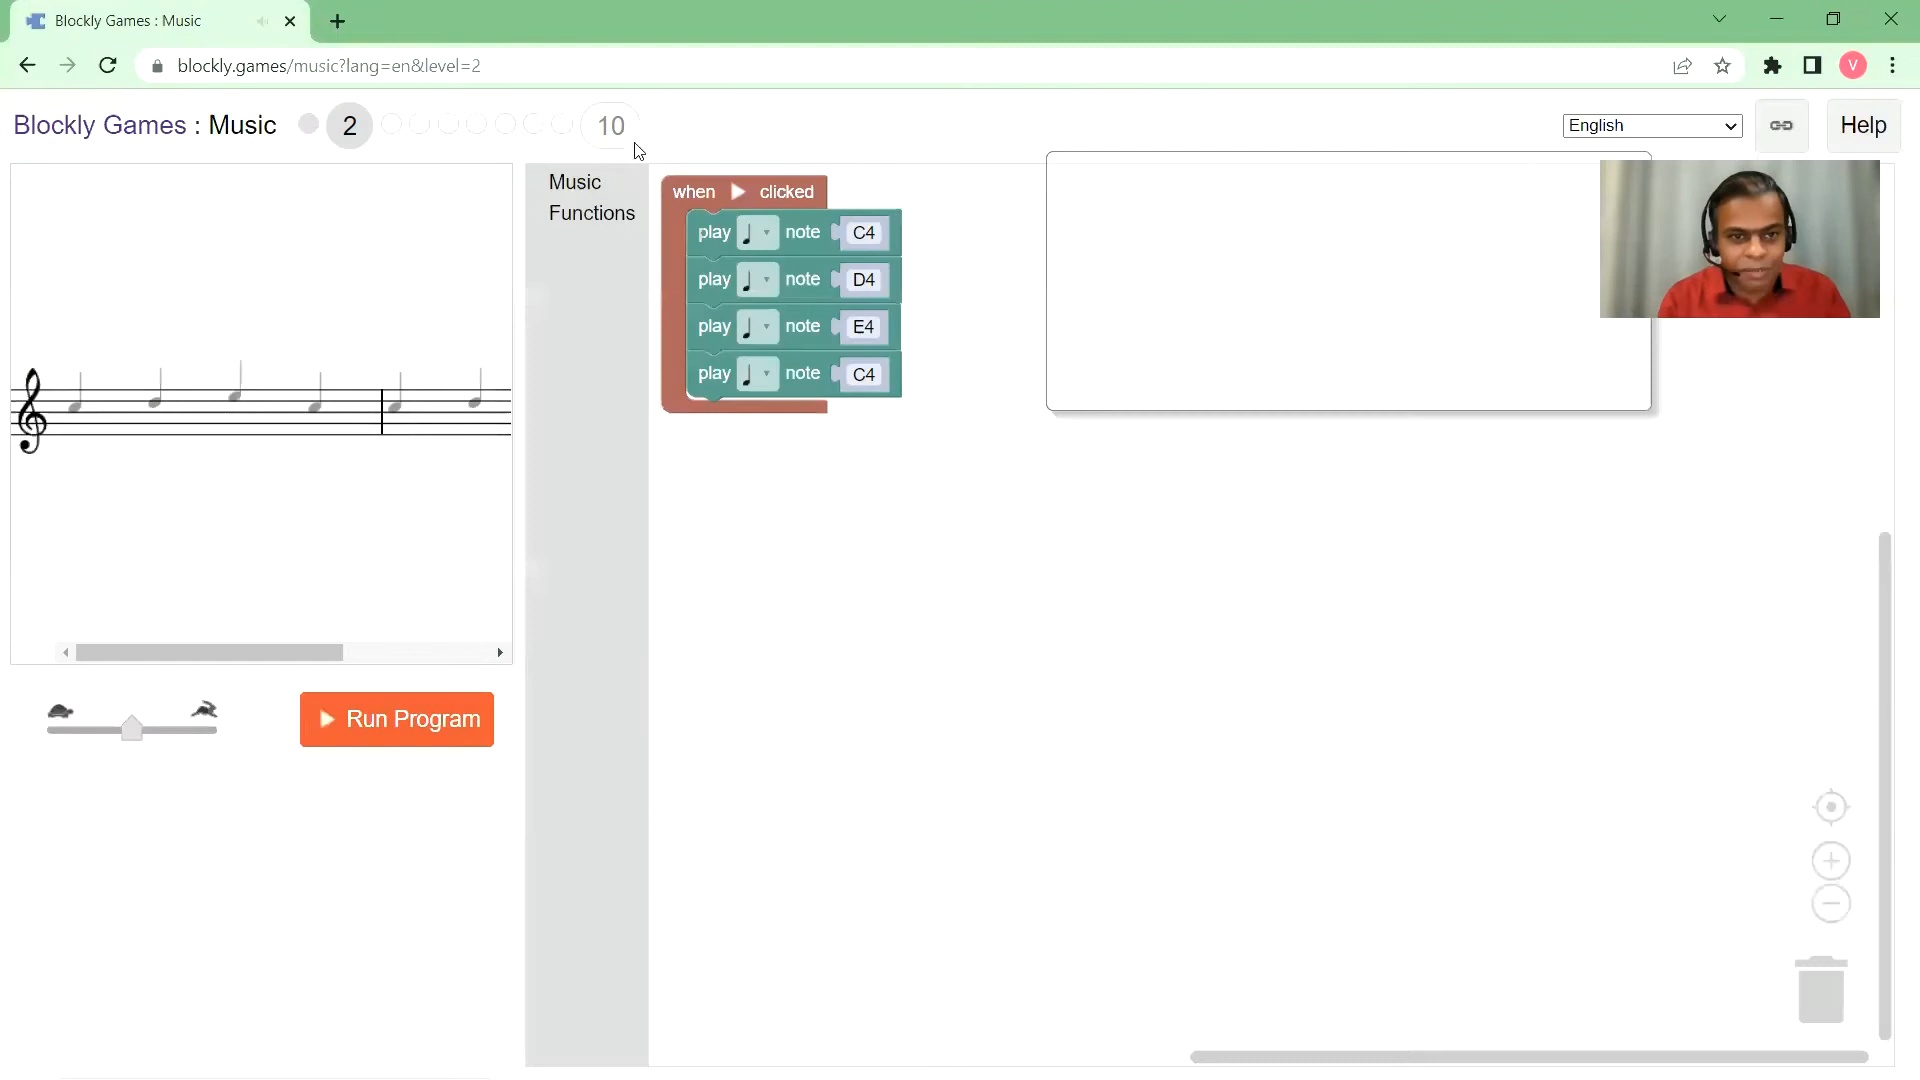 Blockly Games : Music
blockly.games/music?lang=en&level=2
V
Blockly Games : Music
2
10
English
Help
Music
Functions
when clicked
play note C4
play note D4
play note E4
play note C4
Run Program